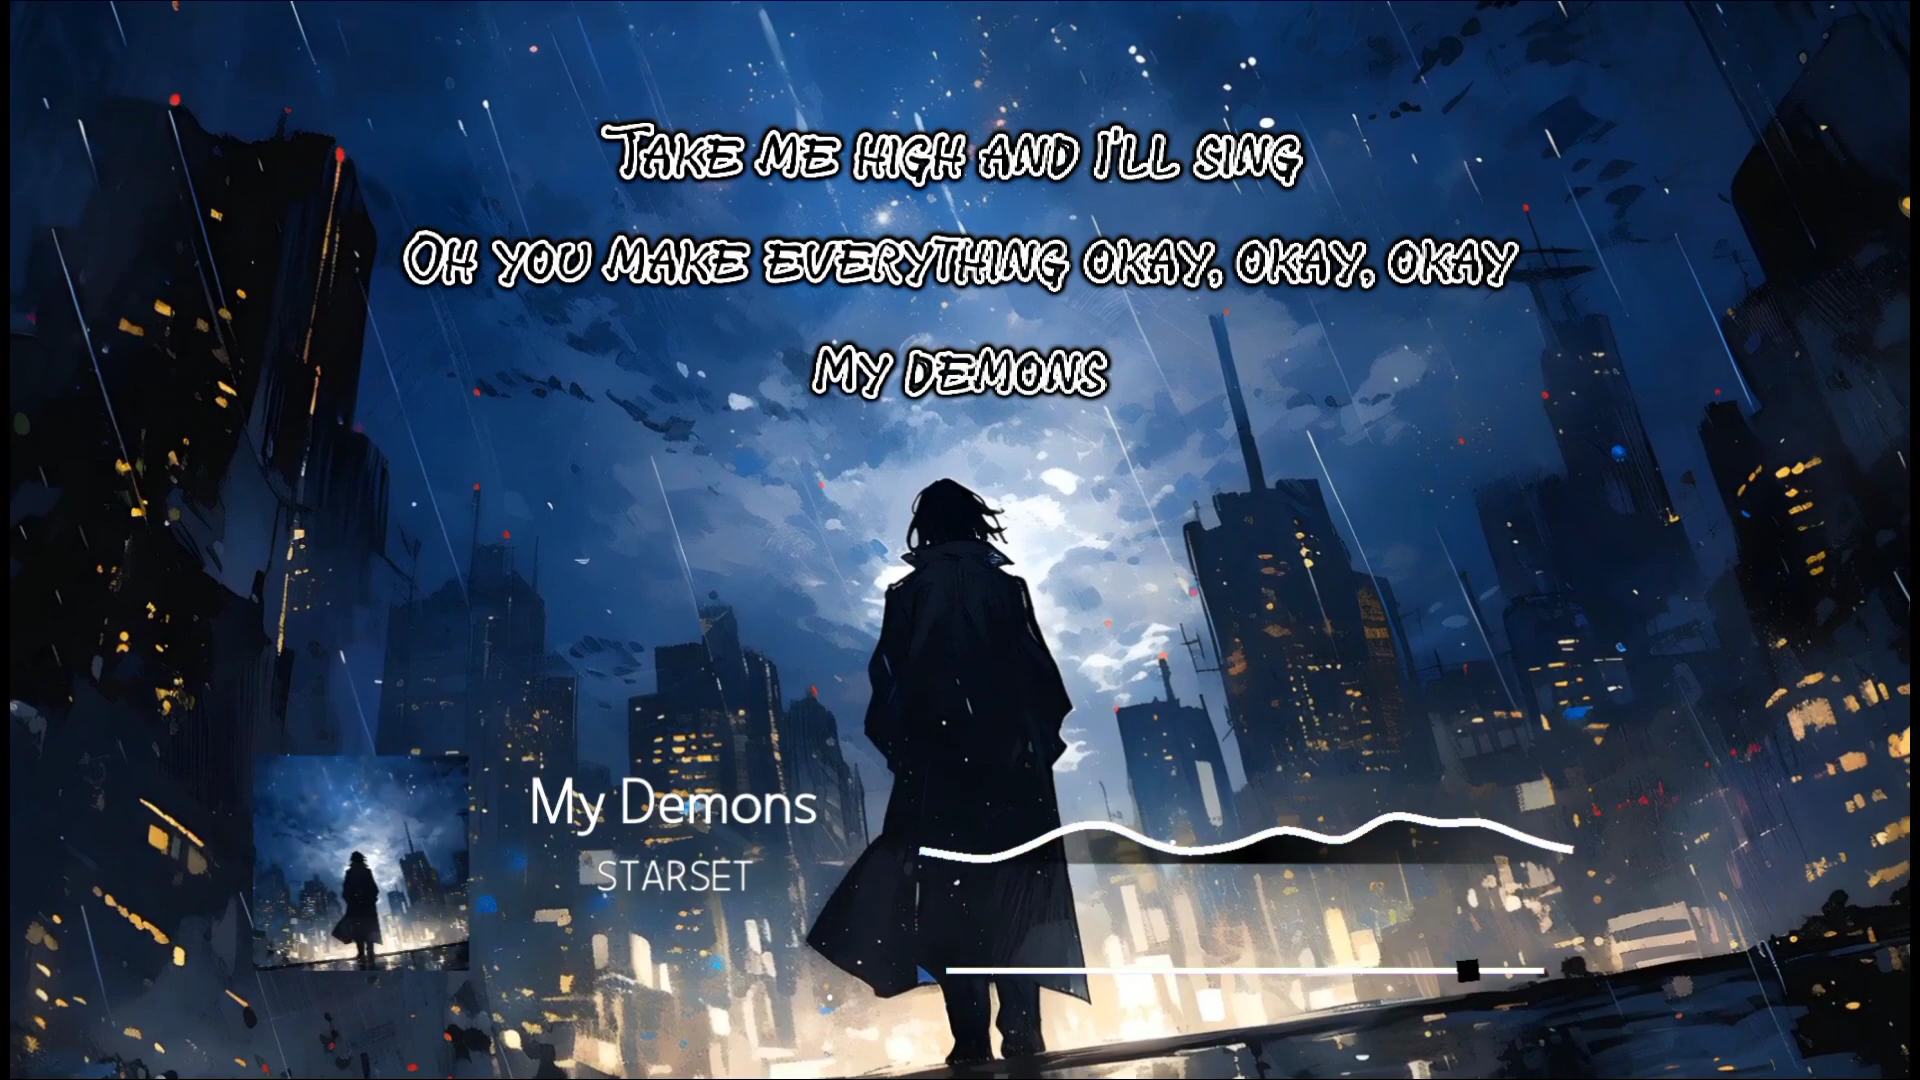 Take me high and I'll sing
Oh you make everything okay, okay, okay
My demons
My Demons
STARSET